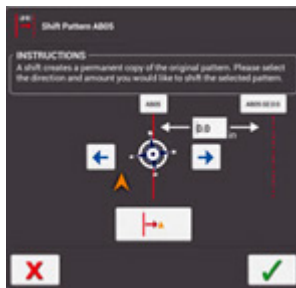 Shift Pattern AB05
INSTRUCTIONS
A shift creates a permanent copy of the original pattern. Please select
the direction and amount you would like to shift the selected pattern.
AB05
0.0
in